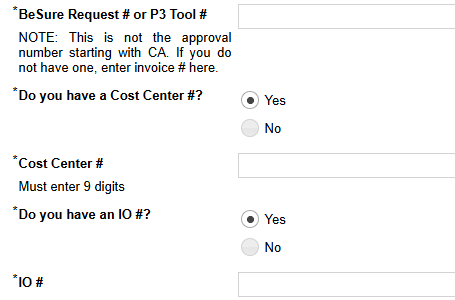 *BeSure Request # or P3 Tool #
NOTE: This is not the approval
number starting with CA. If you do
not have one, enter invoice # here.
*Do you have a Cost Center #?
Yes
No
*Cost Center #
Must enter 9 digits
*Do you have an IO #?
Yes
No
*IO #